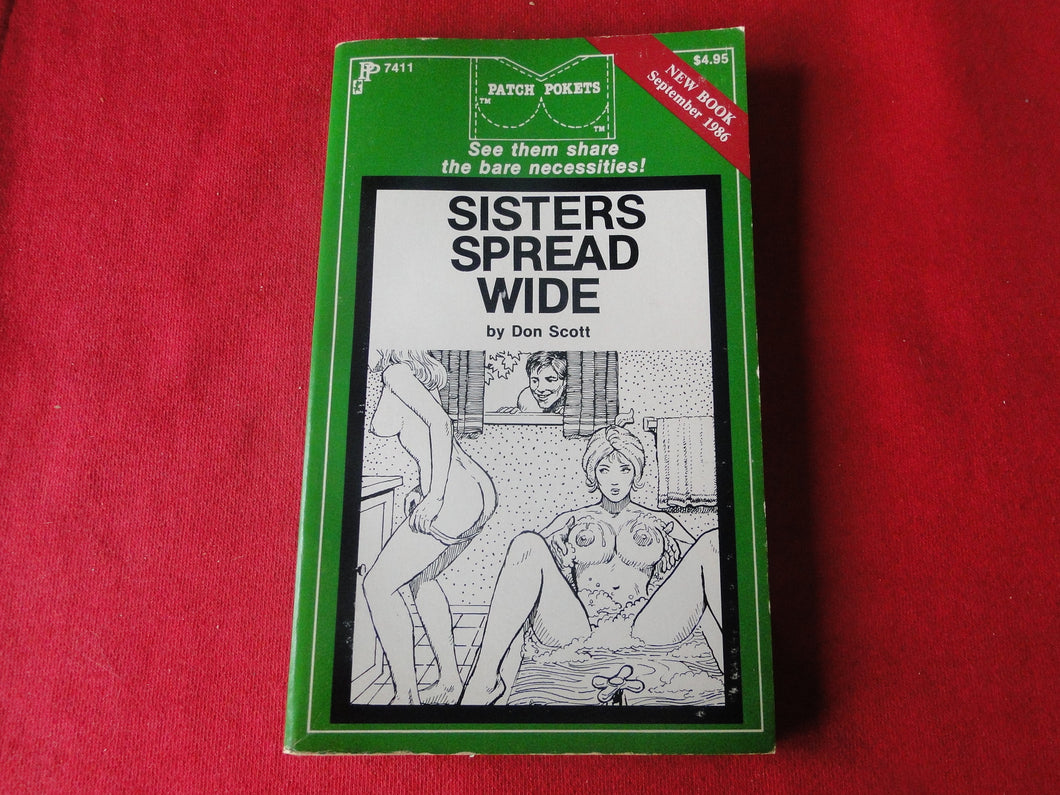 PP 7411
PATCH POKETS
TM
TM
$4.95
NEW BOOK
September 1986
See them share
the bare necessities!
SISTERS
SPREAD
WIDE
by Don Scott